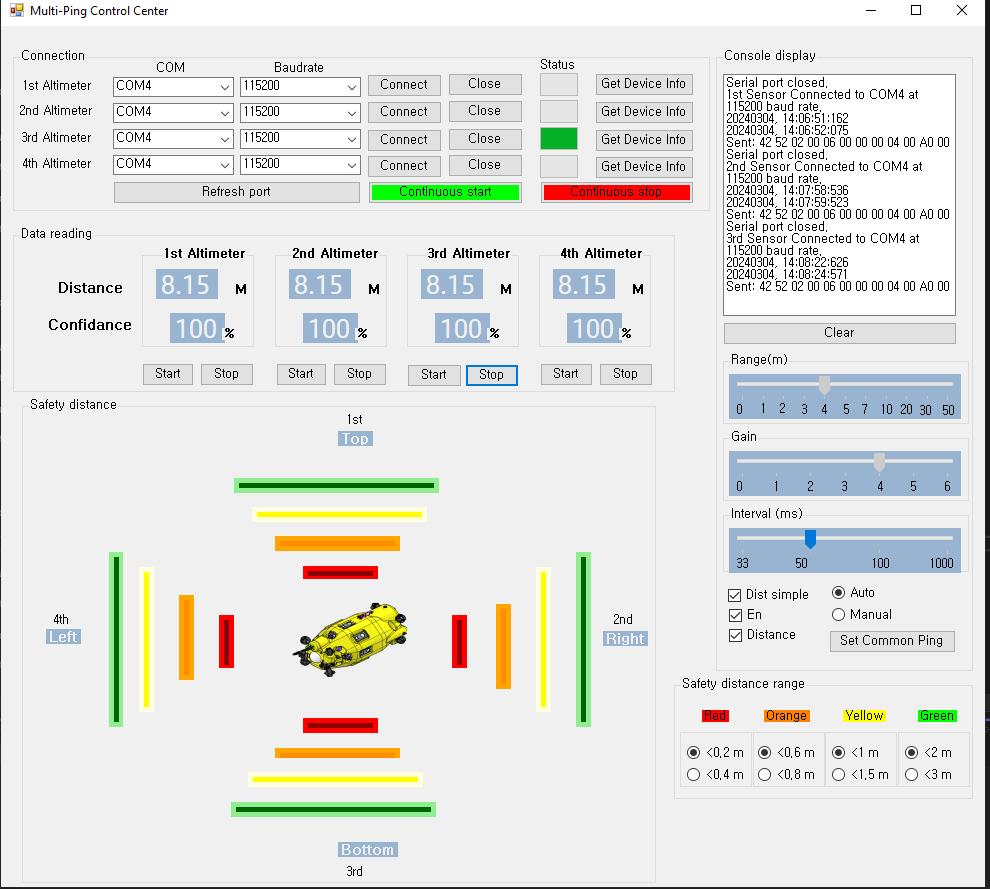 Multi-Ping Control Center
Connection
COM Baudrate Status
1st Altimeter COM4 115200 Connect Close Get Device Info
2nd Altimeter COM4 115200 Connect Close Get Device Info
3rd Altimeter COM4 115200 Connect Close Get Device Info
4th Altimeter COM4 115200 Connect Close Get Device Info
Refresh port Continuous start Continuous stop
Data reading
1st Altimeter 2nd Altimeter 3rd Altimeter 4th Altimeter
Distance 8.15 M 8.15 M 8.15 M 8.15 M
Confidance 100 % 100 % 100 % 100 %
Start Stop Start Stop Start Stop Start Stop
Safety distance
1st
Top
4th
Left
2nd
Right
Bottom
3rd
Console display
Serial port closed,
1st Sensor Connected to COM4 at
115200 baud rate,
20240304, 14:06:51:162
20240304, 14:06:52:075
Sent: 42 52 02 00 06 00 00 00 04 00 A0 00
Serial port closed,
2nd Sensor Connected to COM4 at
115200 baud rate,
20240304, 14:07:58:536
20240304, 14:07:59:523
Sent: 42 52 02 00 06 00 00 00 04 00 A0 00
Serial port closed,
3rd Sensor Connected to COM4 at
115200 baud rate,
20240304, 14:08:22:626
20240304, 14:08:24:571
Sent: 42 52 02 00 06 00 00 00 04 00 A0 00
Clear
Range(m)
0 1 2 3 4 5 7 10 20 30 50
Gain
0 1 2 3 4 5 6
Interval (ms)
33 50 100 1000
Dist simple Auto
En Manual
Distance Set Common Ping
Safety distance range
Red Orange Yellow Green
<0,2 m <0,6 m <1 m <2 m
<0,4 m <0,8 m <1,5 m <3 m